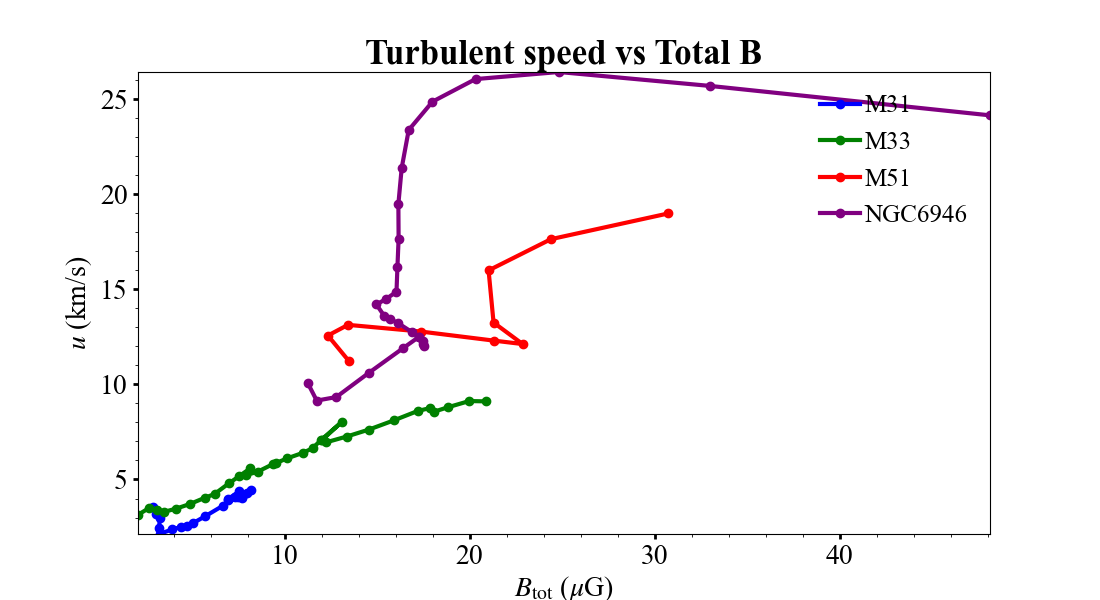 Turbulent speed vs Total B
25
20
15
10
5
u (km/s)
10 20 30 40
B_tot (μG)
M31
M33
M51
NGC6946